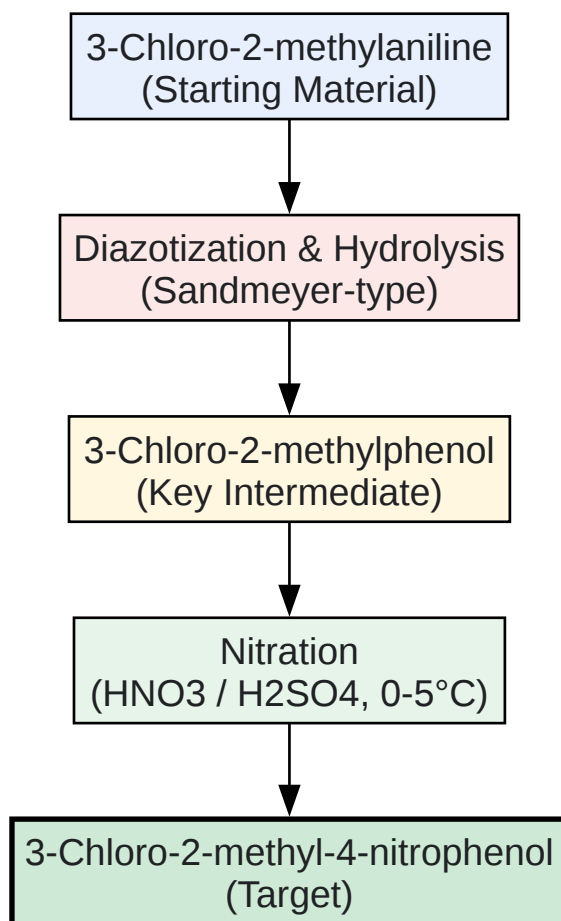 3-Chloro-2-methylaniline
(Starting Material)
Diazotization & Hydrolysis
(Sandmeyer-type)
3-Chloro-2-methylphenol
(Key Intermediate)
Nitration
(HNO3 / H2SO4, 0-5°C)
3-Chloro-2-methyl-4-nitrophenol
(Target)